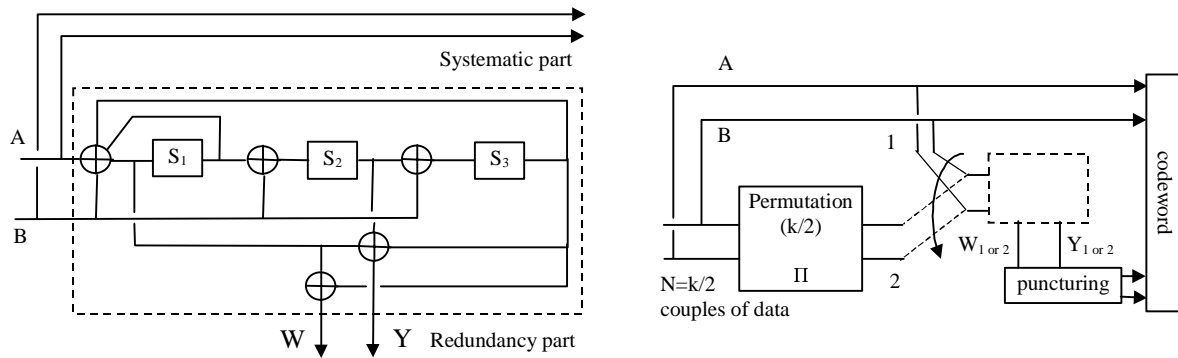 Systematic part
A
S₁
S₂
S₃
B
W
Y
Redundancy part
A
B
1
Permutation
(k/2)
Π
2
N=k/2
couples of data
W₁ or 2
Y₁ or 2
puncturing
codeword